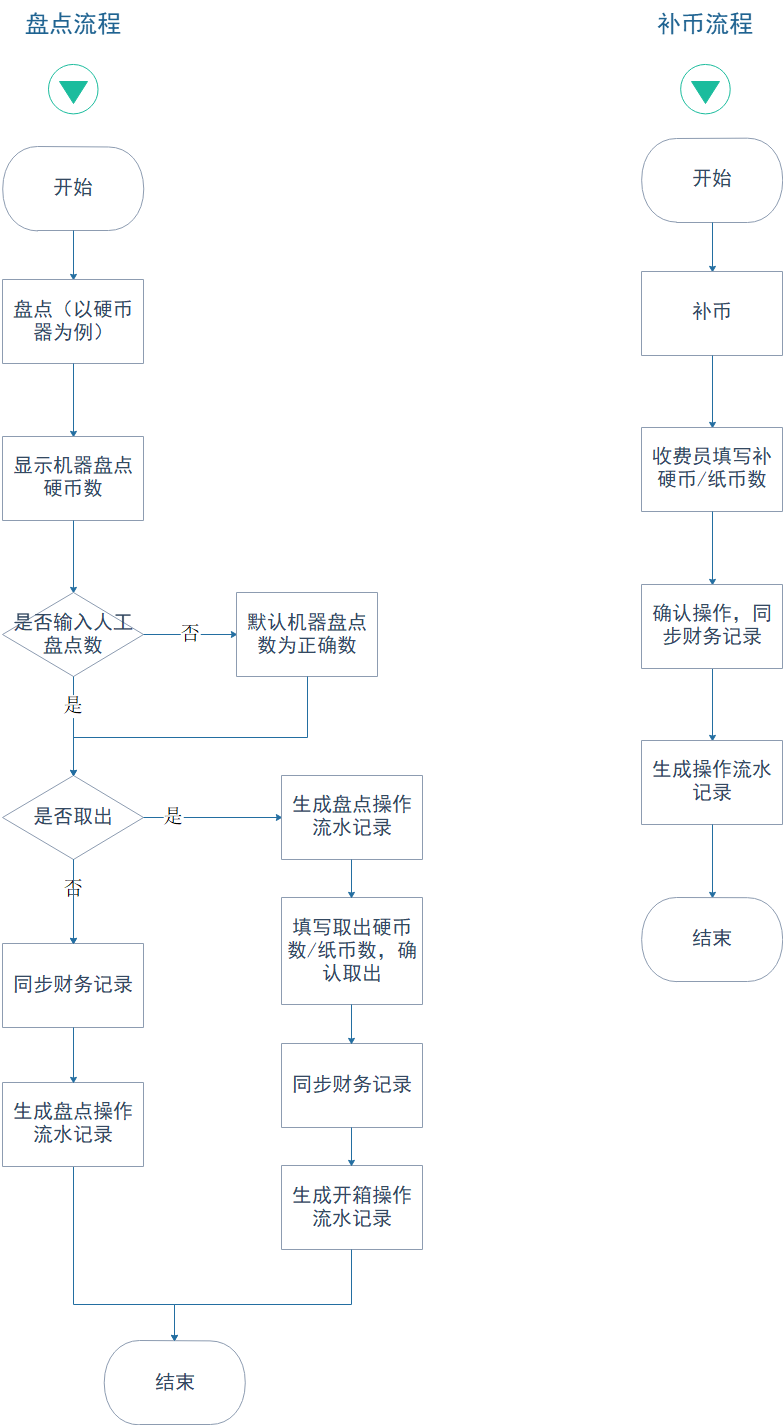 盘点流程
开始
盘点（以硬币
器为例）
显示机器盘点
硬币数
是否输入人工
盘点数
否
默认机器盘点
数为正确数
是
是否取出
是
生成盘点操作
流水记录
填写取出硬币
数/纸币数，确
认取出
同步财务记录
生成开箱操作
流水记录
否
同步财务记录
生成盘点操作
流水记录
结束
补币流程
开始
补币
收费员填写补
硬币/纸币数
确认操作，同
步财务记录
生成操作流水
记录
结束